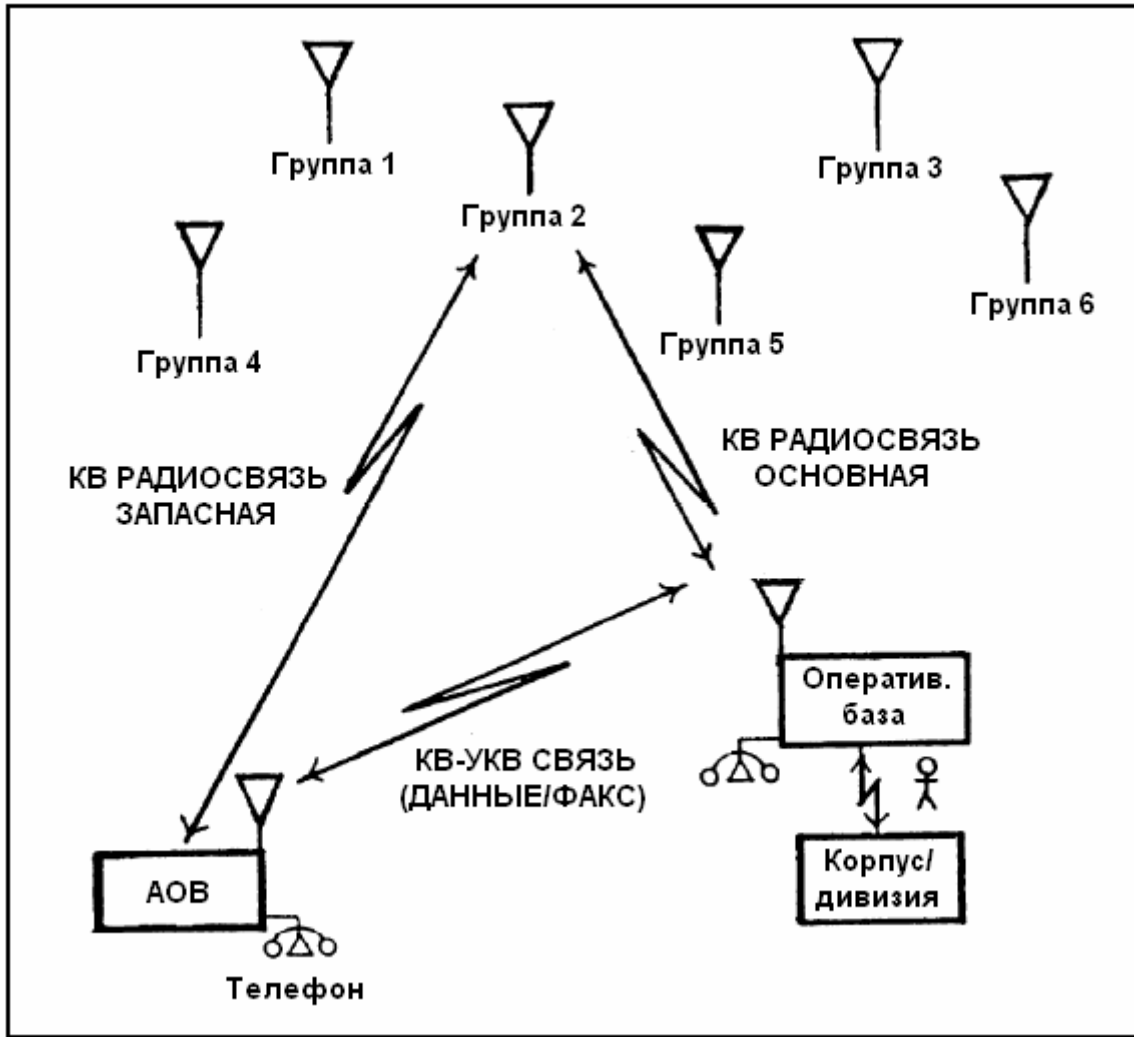 Группа 1
Группа 3
Группа 2
Группа 6
Группа 5
Группа 4
КВ РАДИОСВЯЗЬ
ЗАПАСНАЯ
КВ РАДИОСВЯЗЬ
ОСНОВНАЯ
Оператив.
база
КВ-УКВ СВЯЗЬ
(ДАННЫЕ/ФАКС)
Корпус/
дивизия
АОВ
Телефон